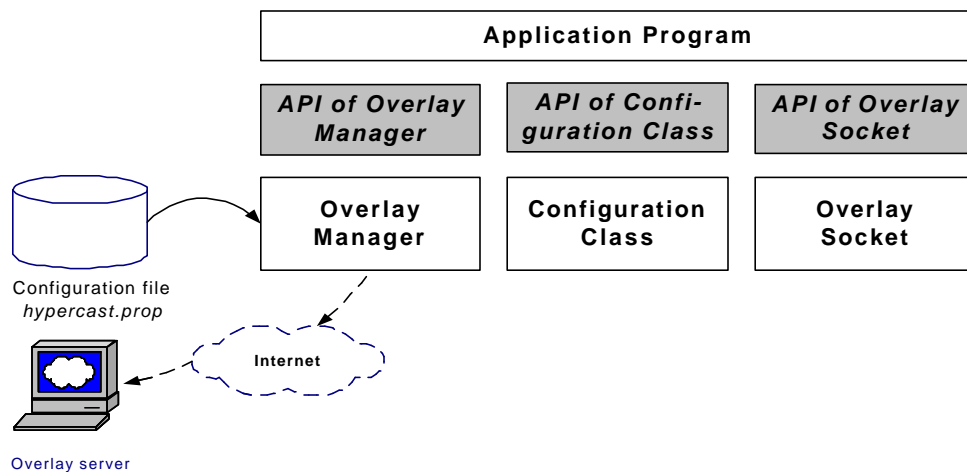 Application Program
API of Overlay
Manager
API of Confi-
guration Class
API of Overlay
Socket
Overlay
Manager
Configuration
Class
Overlay
Socket
Configuration file
hypercast.prop
Internet
Overlay server